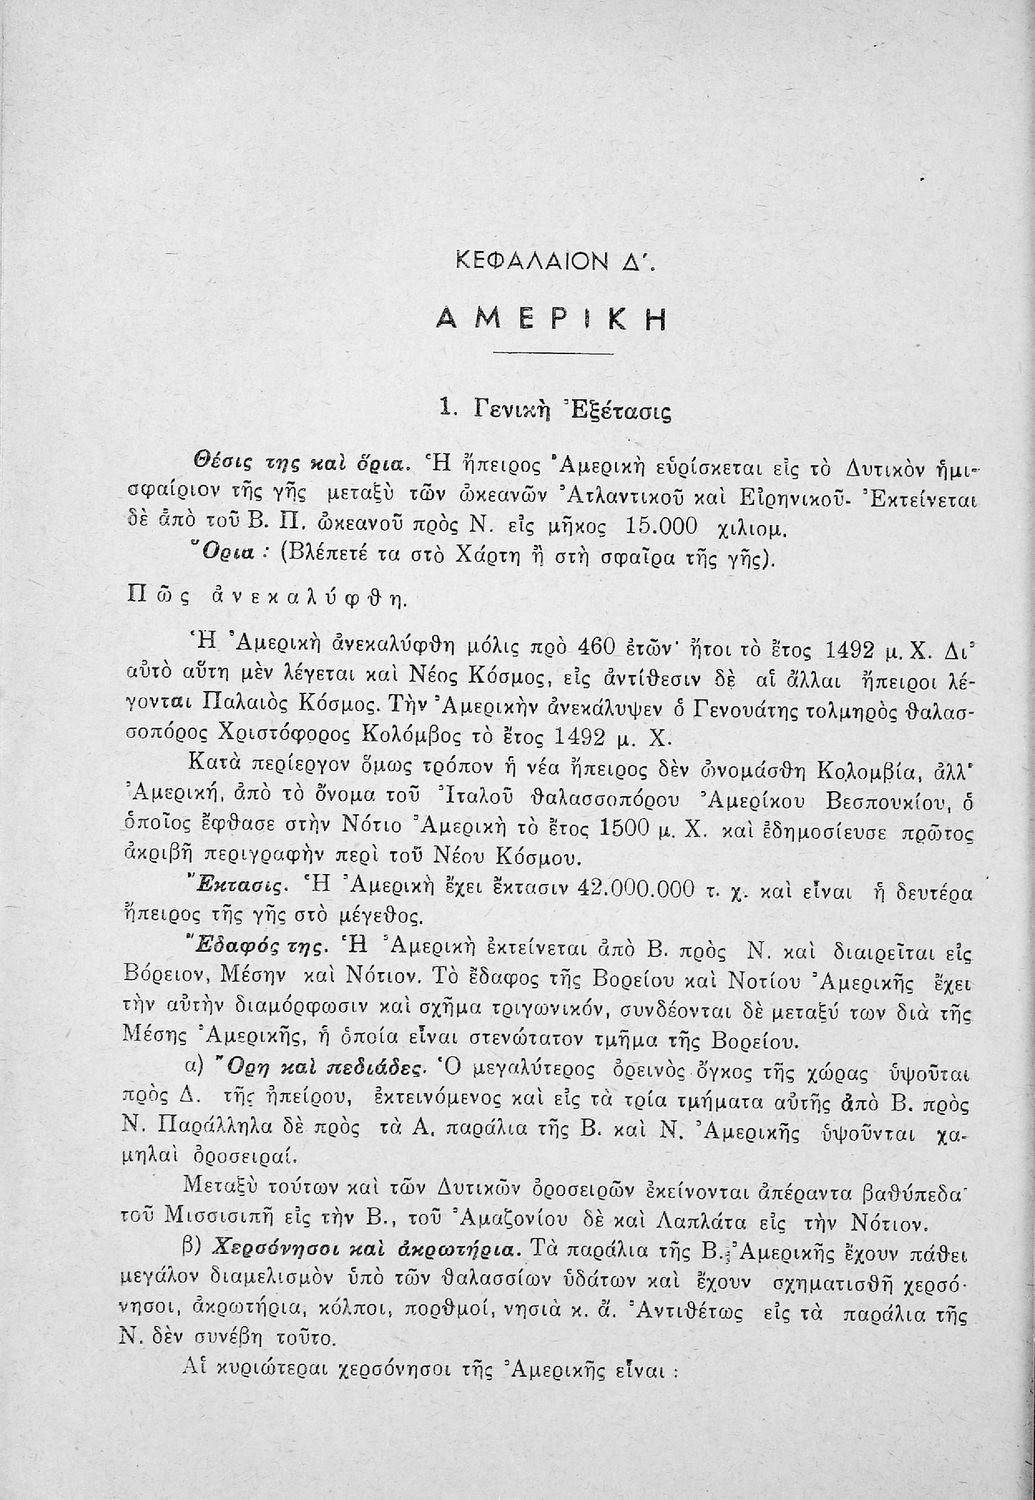 ΚΕΦΑΛΑΙΟΝ Δ΄.
ΑΜΕΡΙΚΗ
1. Γενικὴ Ἐξέτασις
Θέσις της καὶ ὅρια. Ἡ ἤπειρος Ἀμερικὴ εὑρίσκεται εἰς τὸ Δυτικὸν ἡμι-
σφαίριον τῆς γῆς μεταξὺ τῶν ὠκεανῶν Ἀτλαντικοῦ καὶ Εἰρηνικοῦ. Ἐκτείνεται
δὲ ἀπὸ τοῦ Β. Π. ὠκεανοῦ πρὸς Ν. εἰς μῆκος 15.000 χιλιομ.
Ὅρια : (Βλέπετέ τα στὸ Χάρτη ἢ στὴ σφαῖρα τῆς γῆς).
Πῶς ἀνεκαλύφθη.
Ἡ Ἀμερικὴ ἀνεκαλύφθη μόλις πρὸ 460 ἐτῶν· ἤτοι τὸ ἔτος 1492 μ. Χ. Δι᾽
αὐτὸ αὕτη μὲν λέγεται καὶ Νέος Κόσμος, εἰς ἀντίθεσιν δὲ αἱ ἄλλαι ἤπειροι λέ-
γονται Παλαιὸς Κόσμος. Τὴν Ἀμερικὴν ἀνεκάλυψεν ὁ Γενουάτης τολμηρὸς θαλασ-
σοπόρος Χριστόφορος Κολόμβος τὸ ἔτος 1492 μ. Χ.
Κατὰ περίεργον ὅμως τρόπον ἡ νέα ἤπειρος δὲν ὠνομάσθη Κολομβία, ἀλλ᾽
Ἀμερική, ἀπὸ τὸ ὄνομα τοῦ Ἰταλοῦ θαλασσοπόρου Ἀμερίκου Βεσπουκίου, ὁ
ὁποῖος ἔφθασε στὴν Νότιο Ἀμερικὴ τὸ ἔτος 1500 μ. Χ. καὶ ἐδημοσίευσε πρῶτος
ἀκριβῆ περιγραφὴν περὶ τοῦ Νέου Κόσμου.
Ἔκτασις. Ἡ Ἀμερικὴ ἔχει ἔκτασιν 42.000.000 τ. χ. καὶ εἶναι ἡ δευτέρα
ἤπειρος τῆς γῆς στὸ μέγεθος.
Ἔδαφός της. Ἡ Ἀμερικὴ ἐκτείνεται ἀπὸ Β. πρὸς Ν. καὶ διαιρεῖται εἰς
Βόρειον, Μέσην καὶ Νότιον. Τὸ ἔδαφος τῆς Βορείου καὶ Νοτίου Ἀμερικῆς ἔχει
τὴν αὐτὴν διαμόρφωσιν καὶ σχῆμα τριγωνικόν, συνδέονται δὲ μεταξύ των διὰ τῆς
Μέσης Ἀμερικῆς, ἡ ὁποία εἶναι στενώτατον τμῆμα τῆς Βορείου.
α) Ὄρη καὶ πεδιάδες. Ὁ μεγαλύτερος ὀρεινὸς ὄγκος τῆς χώρας ὑψοῦται
πρὸς Δ. τῆς ἠπείρου, ἐκτεινόμενος καὶ εἰς τὰ τρία τμήματα αὐτῆς ἀπὸ Β. πρὸς
Ν. Παράλληλα δὲ πρὸς τὰ Α. παράλια τῆς Β. καὶ Ν. Ἀμερικῆς ὑψοῦνται χα-
μηλαὶ ὀροσειραί.
Μεταξὺ τούτων καὶ τῶν Δυτικῶν ὀροσειρῶν ἐκείνονται ἀπέραντα βαθύπεδα·
τοῦ Μισσισιπῆ εἰς τὴν Β., τοῦ Ἀμαζονίου δὲ καὶ Λαπλάτα εἰς τὴν Νότιον.
β) Χερσόνησοι καὶ ἀκρωτήρια. Τὰ παράλια τῆς Β. Ἀμερικῆς ἔχουν πάθει
μεγάλον διαμελισμὸν ὑπὸ τῶν θαλασσίων ὑδάτων καὶ ἔχουν σχηματισθῆ χερσό-
νησοι, ἀκρωτήρια, κόλποι, πορθμοί, νησιὰ κ. ἄ. Ἀντιθέτως εἰς τὰ παράλια τῆς
Ν. δὲν συνέβη τοῦτο.
Αἱ κυριώτεραι χερσόνησοι τῆς Ἀμερικῆς εἶναι :